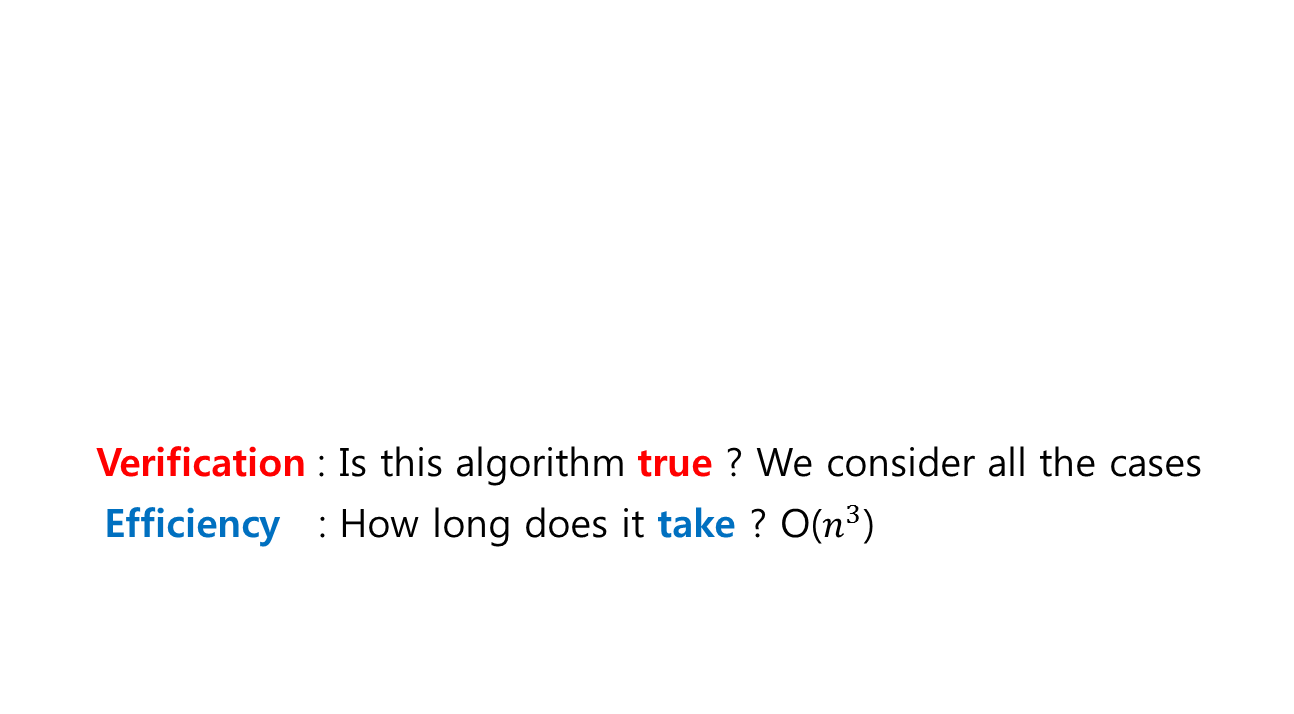 Verification : Is this algorithm true ? We consider all the cases
Efficiency : How long does it take ? O(𝑛³)